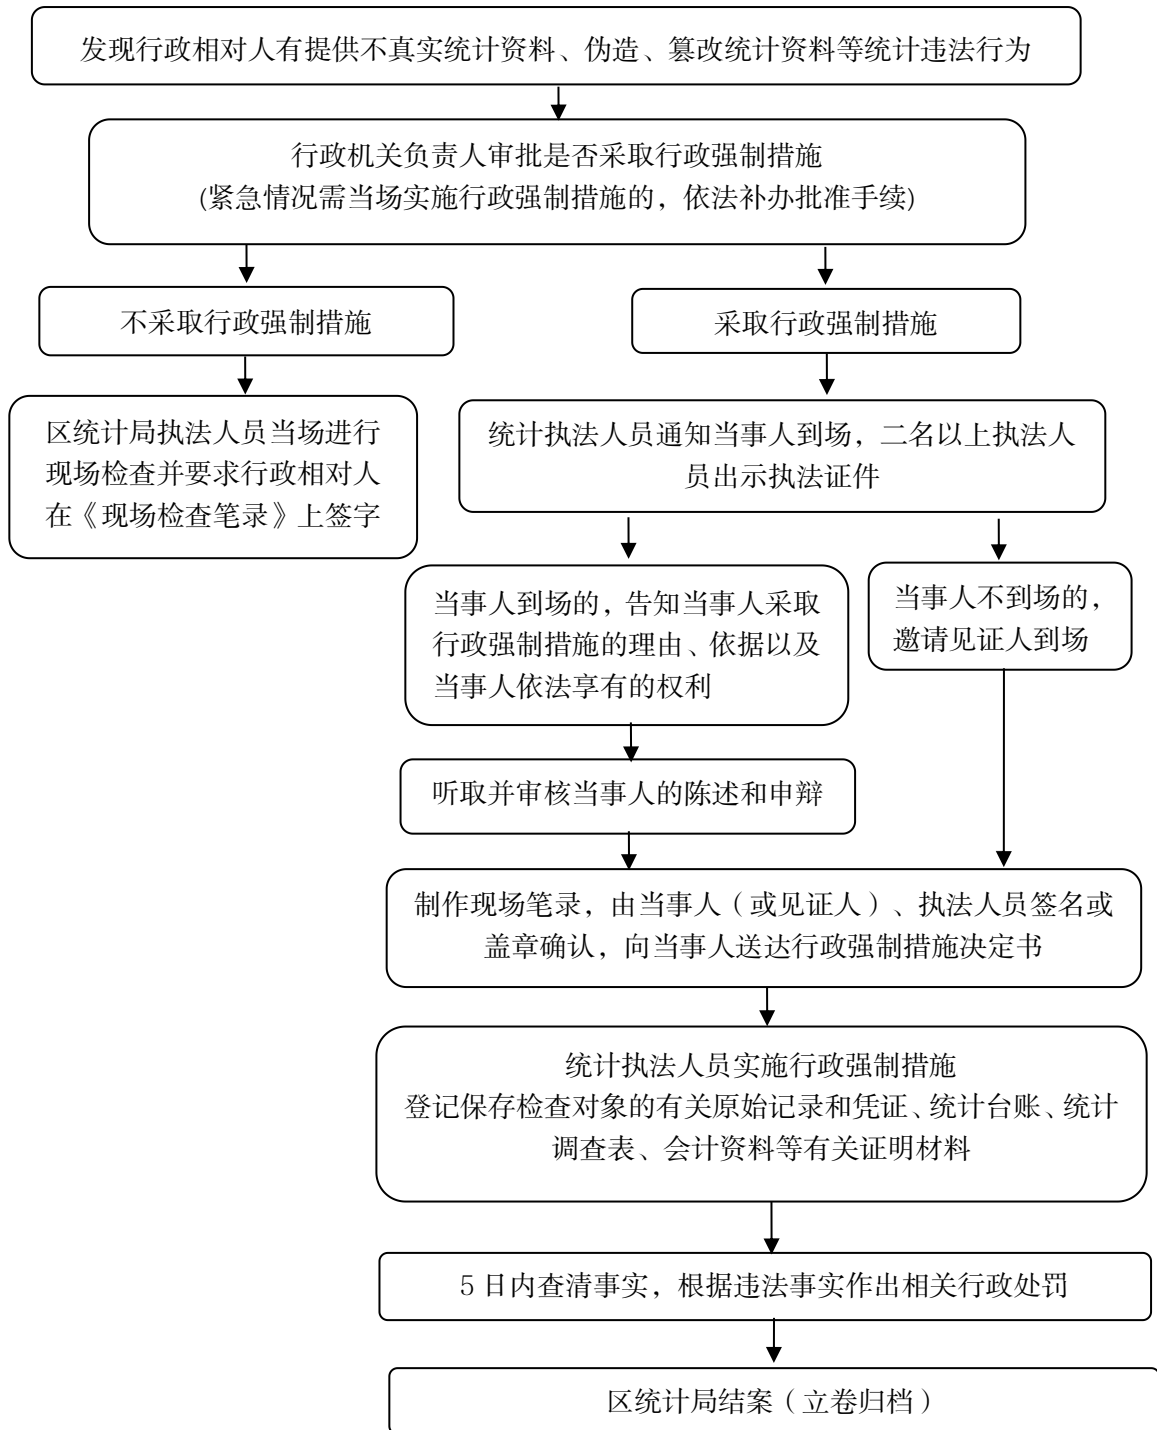 发现行政相对人有提供不真实统计资料、伪造、篡改统计资料等统计违法行为
行政机关负责人审批是否采取行政强制措施
(紧急情况需当场实施行政强制措施的，依法补办批准手续)
不采取行政强制措施
采取行政强制措施
区统计局执法人员当场进行
现场检查并要求行政相对人
在《现场检查笔录》上签字
统计执法人员通知当事人到场，二名以上执法人
员出示执法证件
当事人到场的，告知当事人采取
行政强制措施的理由、依据以及
当事人依法享有的权利
当事人不到场的，
邀请见证人到场
听取并审核当事人的陈述和申辩
制作现场笔录，由当事人（或见证人）、执法人员签名或
盖章确认，向当事人送达行政强制措施决定书
统计执法人员实施行政强制措施
登记保存检查对象的有关原始记录和凭证、统计台账、统计
调查表、会计资料等有关证明材料
5 日内查清事实，根据违法事实作出相关行政处罚
区统计局结案（立卷归档）